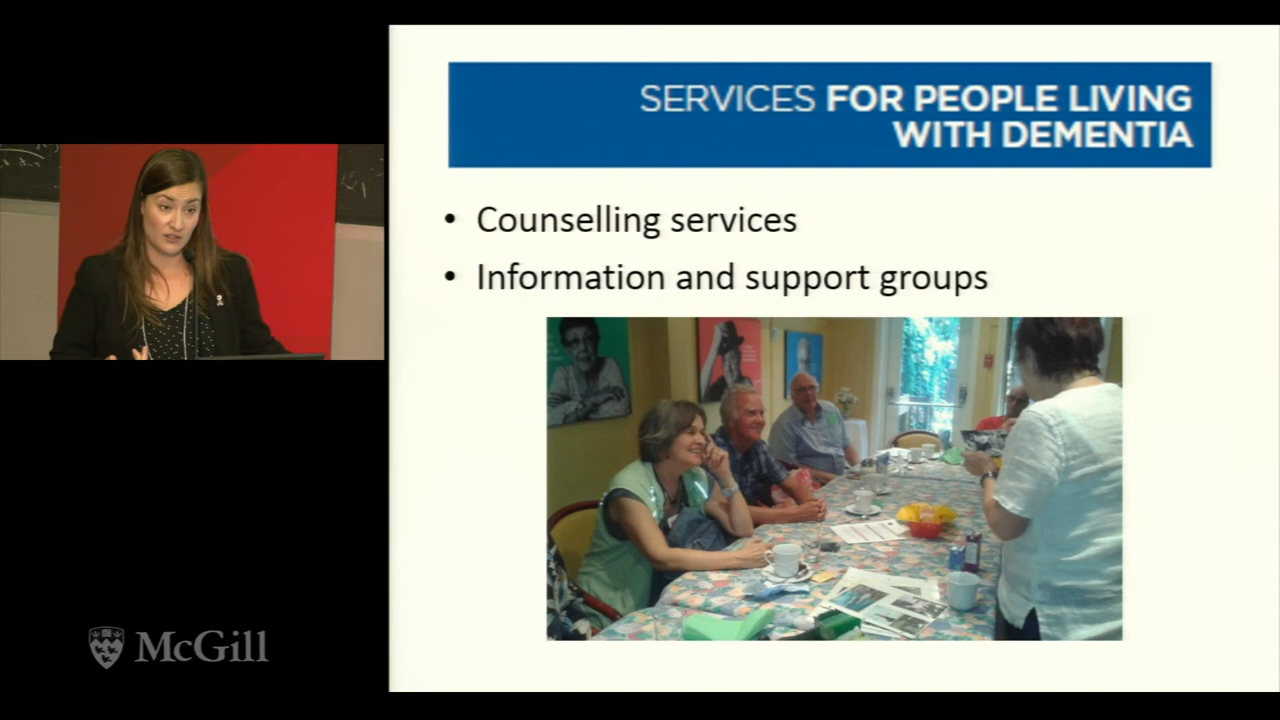 SERVICES FOR PEOPLE LIVING
WITH DEMENTIA
• Counselling services
• Information and support groups
McGill